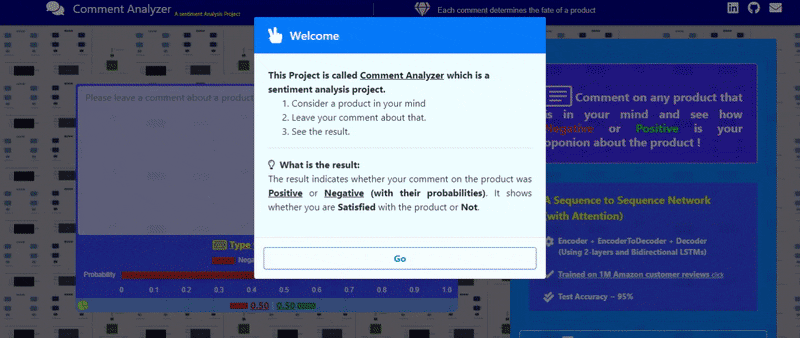 Comment Analyzer A sentiment Analysis Project
Each comment determines the fate of a product
Welcome
This Project is called Comment Analyzer which is a
sentiment analysis project.
1. Consider a product in your mind
2. Leave your comment about that.
3. See the result.
What is the result:
The result indicates whether your comment on the product was
Positive or Negative (with their probabilities). It shows
whether you are Satisfied with the product or Not.
Go
Please leave a comment about a product
Type
Nega
Probability
0 0.1 0.2 0.3 0.4 0.5 0.6 0.7 0.8 0.9 1.0
0.50 0.50
Comment on any product that
is in your mind and see how
Negative or Positive is your
opponion about the product !
A Sequence to Sequence Network
(with Attention)
Encoder + EncoderToDecoder + Decoder
(Using 2-layers and Bidirectional LSTMs)
Trained on 1M Amazon customer reviews click
Test Accuracy ~ 95%